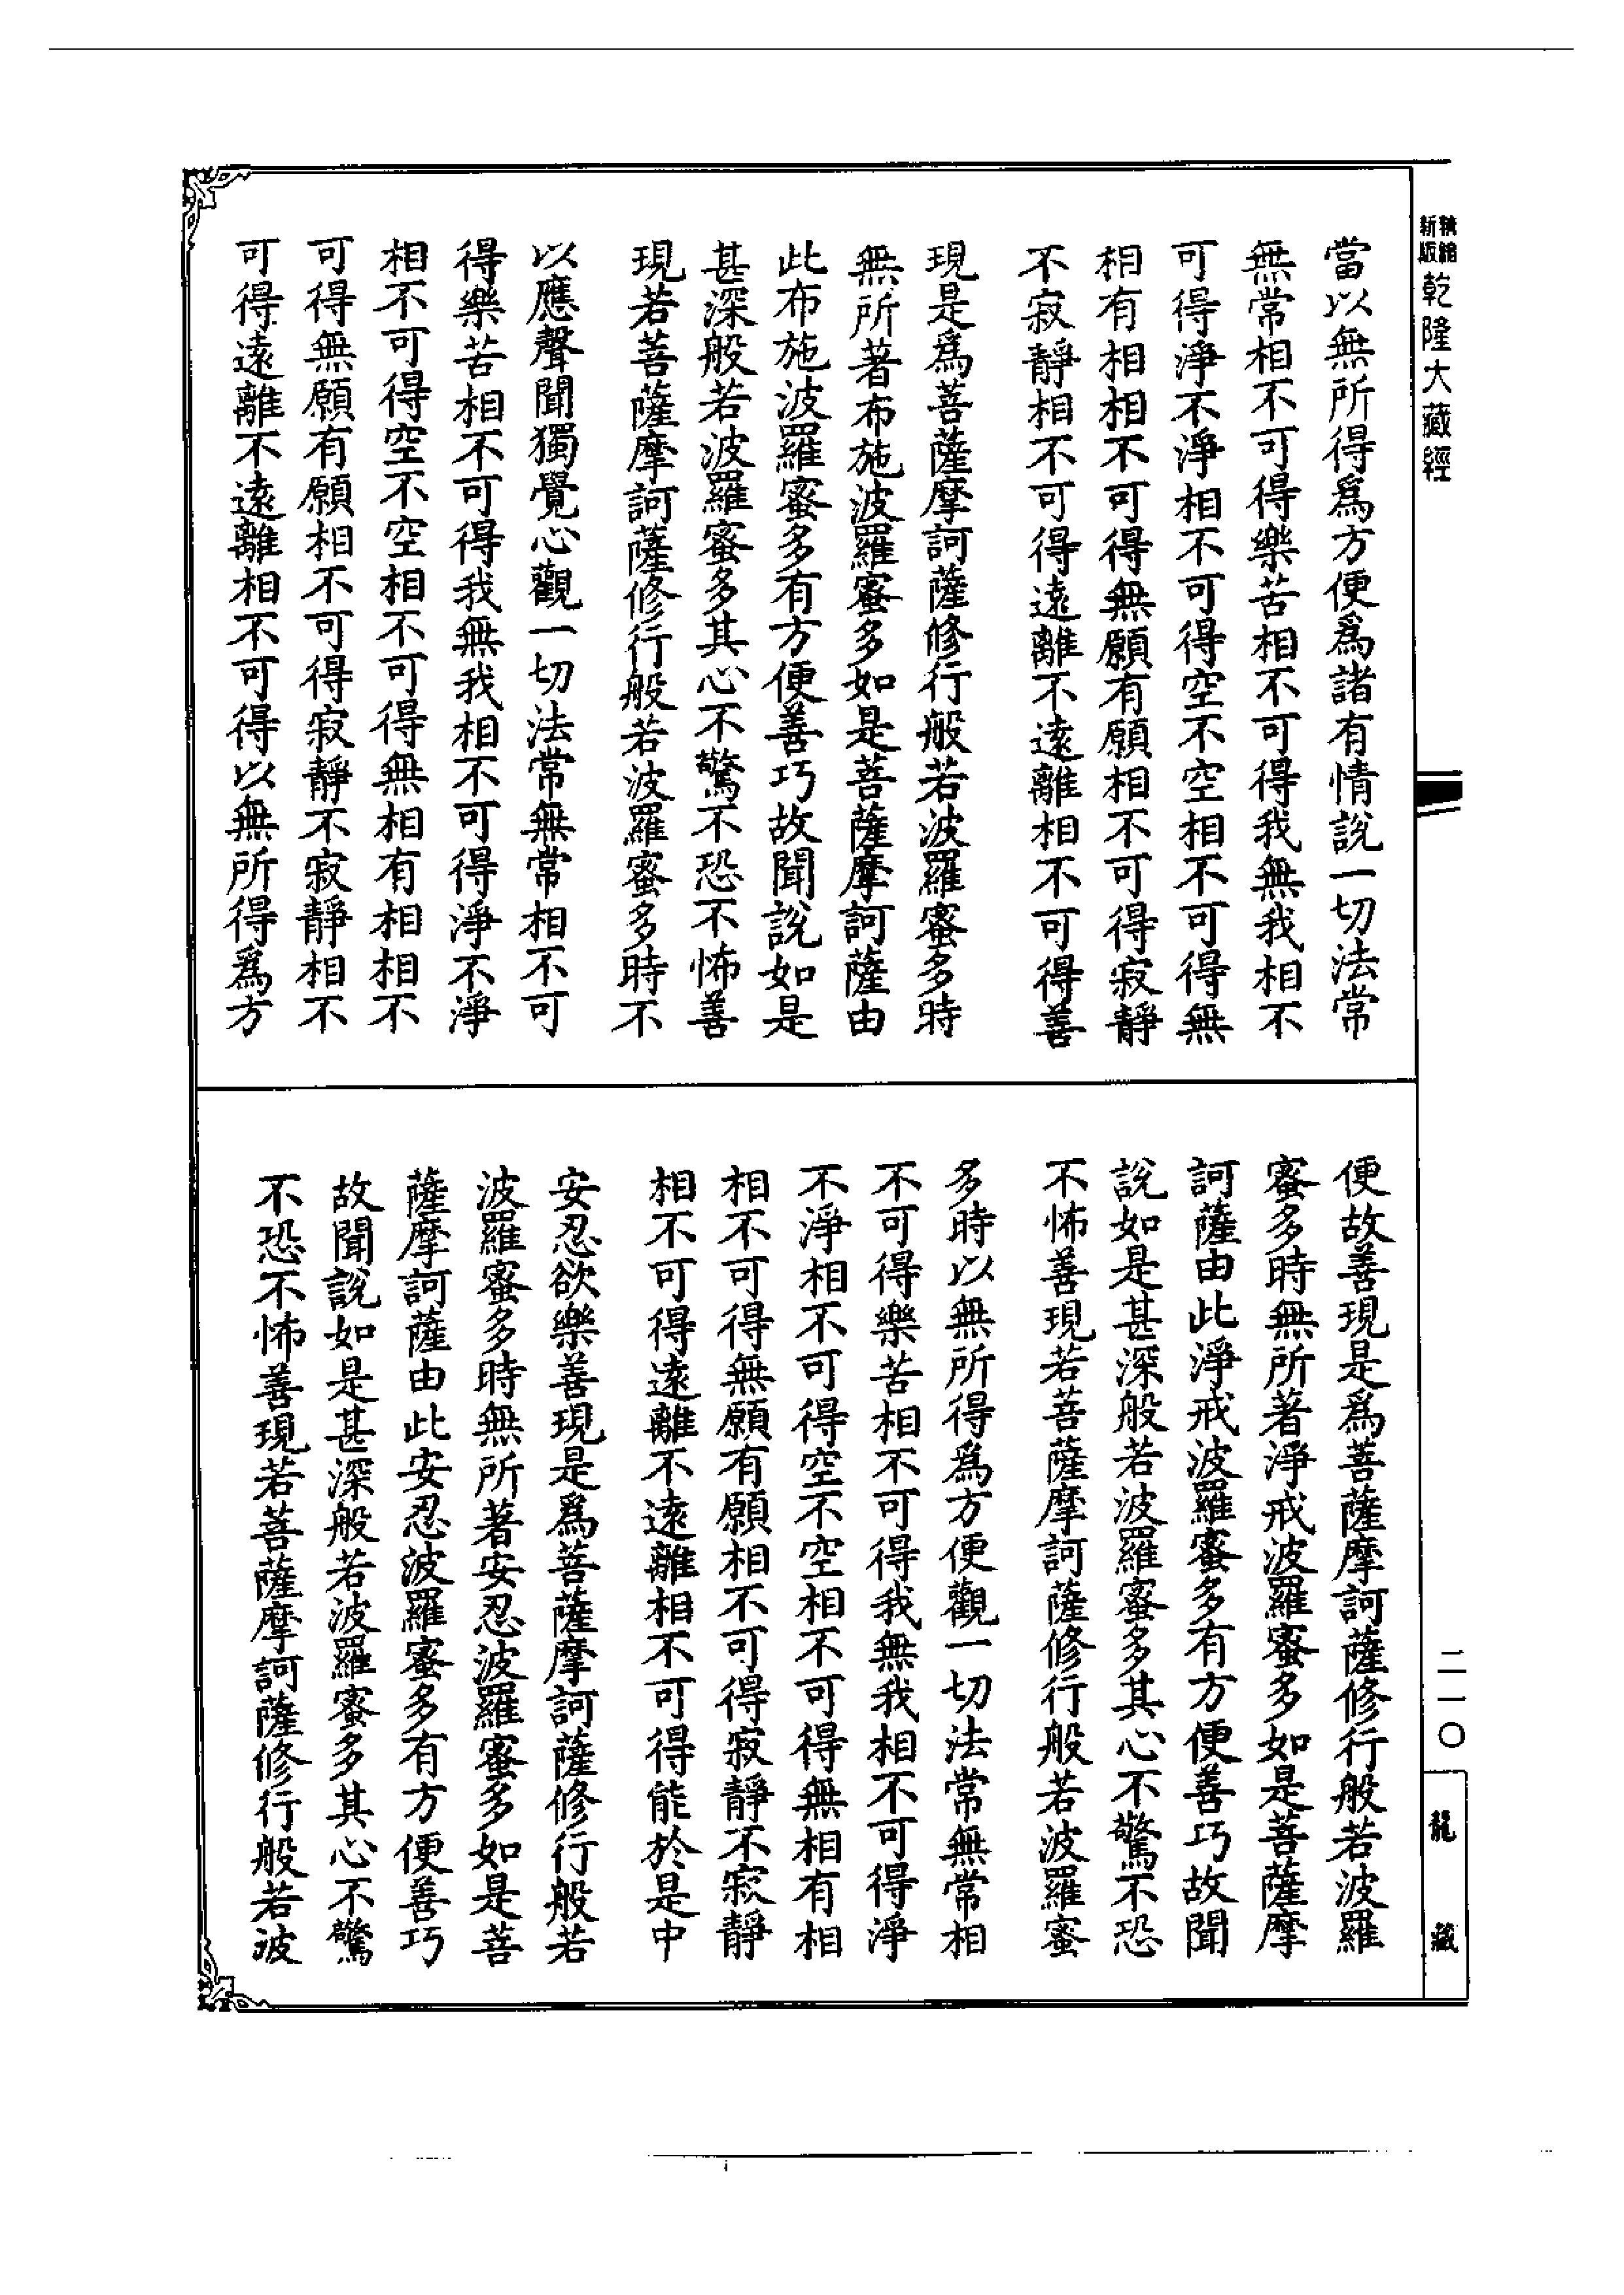 當以無所得爲方便爲諸有情說一切法常
無常相不可得樂苦相不可得我無我相不
可得淨不淨相不可得空不空相不可得無
相有相相不可得無願有願相不可得寂靜
不寂靜相不可得遠離不遠離相不可得善
現是爲菩薩摩訶薩修行般若波羅蜜多時
無所著布施波羅蜜多如是菩薩摩訶薩由
此布施波羅蜜多有方便善巧故聞說如是
甚深般若波羅蜜多其心不驚不恐不怖善
現若菩薩摩訶薩修行般若波羅蜜多時不
以應聲聞獨覺心觀一切法常無常相不可
得樂苦相不可得我無我相不可得淨不淨
相不可得空不空相不可得無相有相相不
可得無願有願相不可得寂靜不寂靜相不
可得遠離不遠離相不可得以無所得爲方
便故善現是爲菩薩摩訶薩修行般若波羅
蜜多時無所著淨戒波羅蜜多如是菩薩摩
訶薩由此淨戒波羅蜜多有方便善巧故聞
說如是甚深般若波羅蜜多其心不驚不恐
不怖善現若菩薩摩訶薩修行般若波羅蜜
多時以無所得爲方便觀一切法常無常相
不可得樂苦相不可得我無我相不可得淨
不淨相不可得空不空相不可得無相有相
相不可得無願有願相不可得寂靜不寂靜
相不可得遠離不遠離相不可得能於是中
安忍欲樂善現是爲菩薩摩訶薩修行般若
波羅蜜多時無所著安忍波羅蜜多如是菩
薩摩訶薩由此安忍波羅蜜多有方便善巧
故聞說如是甚深般若波羅蜜多其心不驚
不恐不怖善現若菩薩摩訶薩修行般若波
新版
精縮
乾隆大藏經
二一〇
龍藏